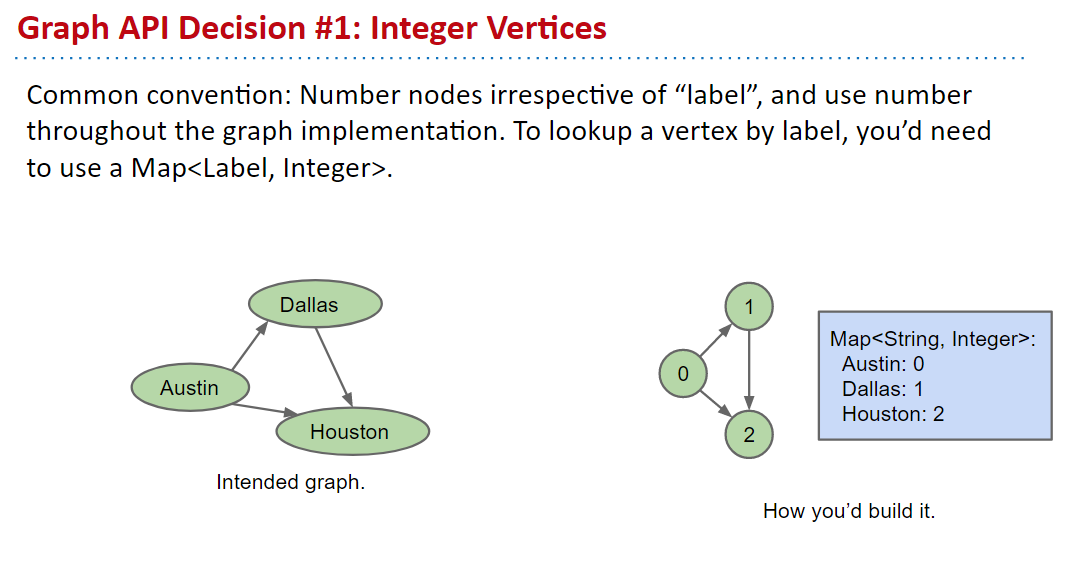 Graph API Decision #1: Integer Vertices
Common convention: Number nodes irrespective of “label”, and use number
throughout the graph implementation. To lookup a vertex by label, you’d need
to use a Map<Label, Integer>.
Dallas
Austin
Houston
Intended graph.
1
0
2
Map<String, Integer>:
Austin: 0
Dallas: 1
Houston: 2
How you’d build it.